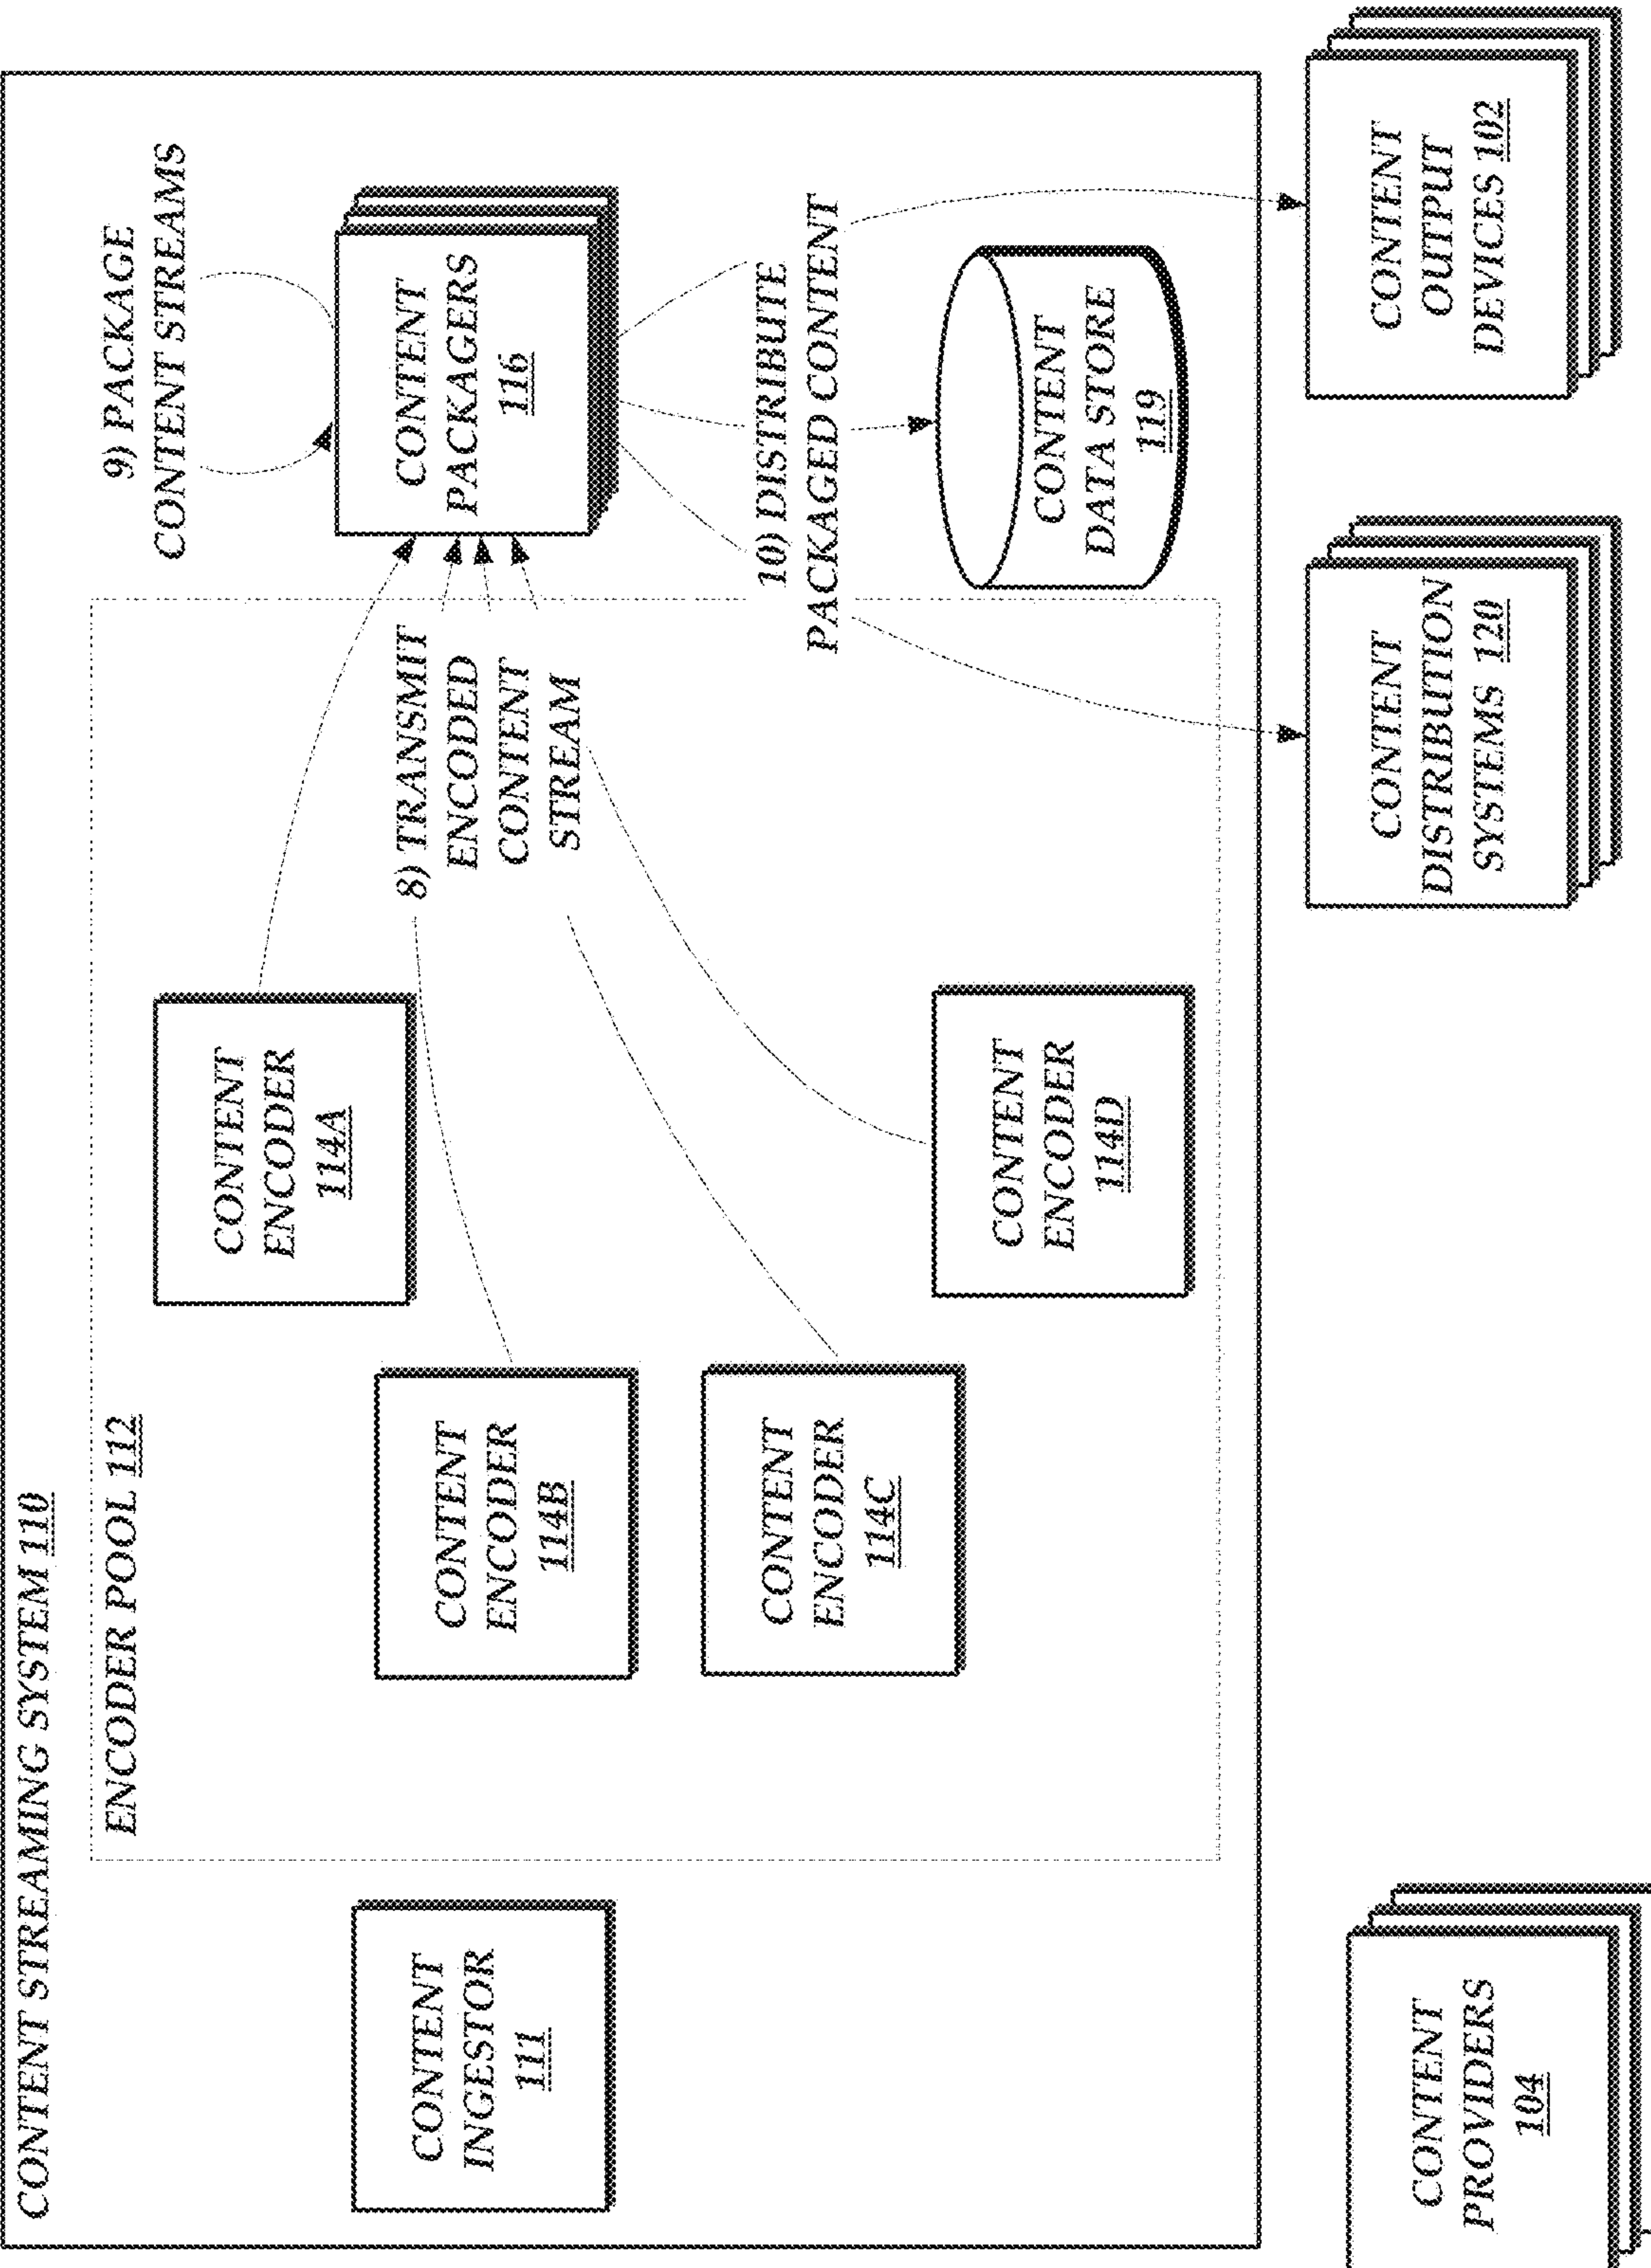 CONTENT STREAMING SYSTEM 110
ENCODER POOL 112
CONTENT
INGESTOR
111
CONTENT
ENCODER
114A
CONTENT
ENCODER
114B
CONTENT
ENCODER
114C
CONTENT
ENCODER
114D
8) TRANSMIT
ENCODED
CONTENT
STREAM
9) PACKAGE
CONTENT STREAMS
CONTENT
PACKAGERS
116
10) DISTRIBUTE
PACKAGED CONTENT
CONTENT
DATA STORE
119
CONTENT
PROVIDERS
104
CONTENT
DISTRIBUTION
SYSTEMS 120
CONTENT
OUTPUT
DEVICES 102